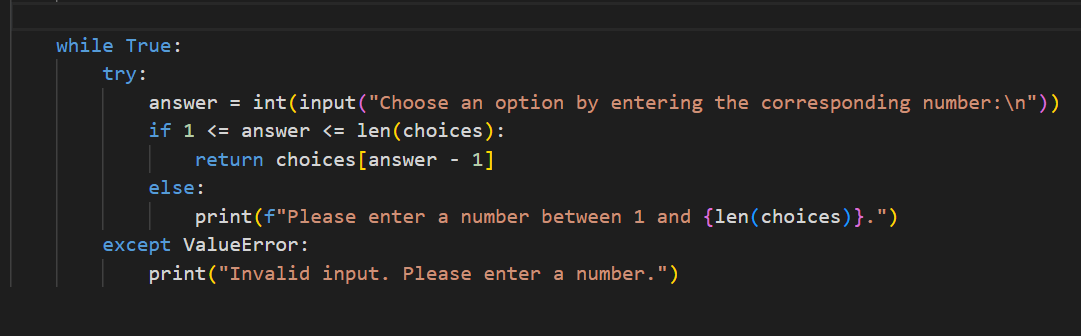 while True:
try:
answer = int(input("Choose an option by entering the corresponding number:\n"))
if 1 <= answer <= len(choices):
return choices[answer - 1]
else:
print(f"Please enter a number between 1 and {len(choices)}.")
except ValueError:
print("Invalid input. Please enter a number.")